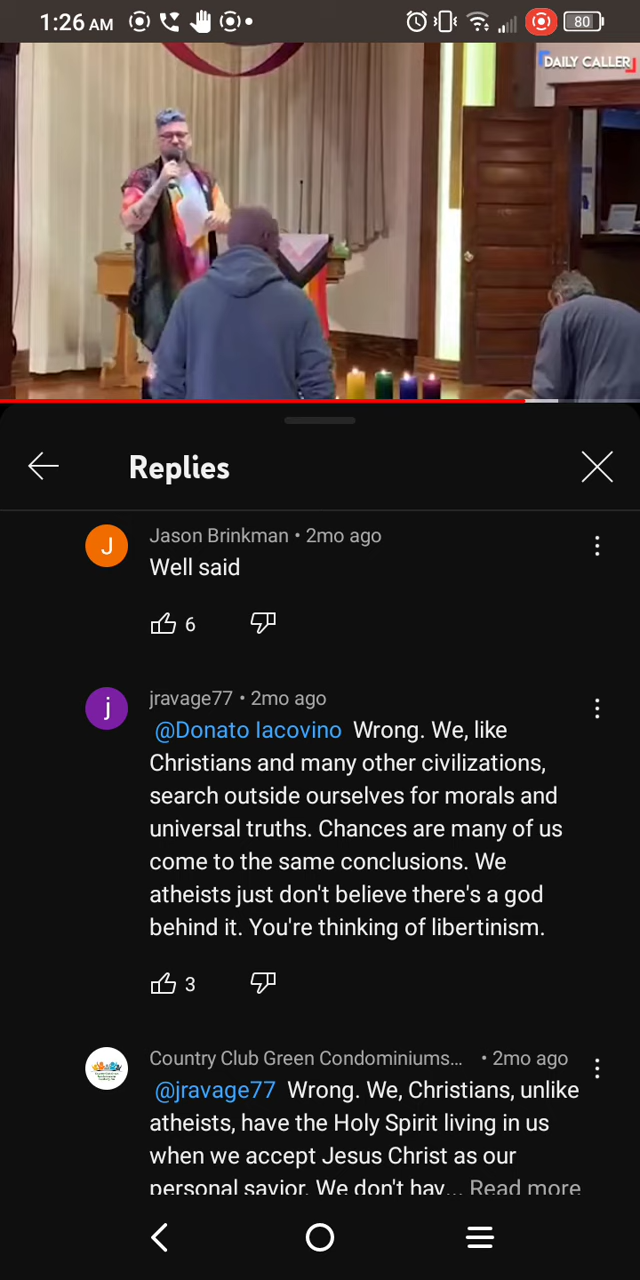 1:26 AM
80
DAILY CALLER
Replies
J
Jason Brinkman • 2mo ago
Well said
6
j
jravage77 • 2mo ago
@Donato Iacovino Wrong. We, like
Christians and many other civilizations,
search outside ourselves for morals and
universal truths. Chances are many of us
come to the same conclusions. We
atheists just don't believe there's a god
behind it. You're thinking of libertinism.
3
Country Club Green Condominiums... • 2mo ago
@jravage77 Wrong. We, Christians, unlike
atheists, have the Holy Spirit living in us
when we accept Jesus Christ as our
personal savior. We don't hav... Read more